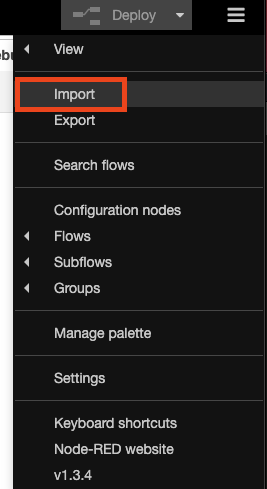 Deploy
ebu
View
Import
Export
Search flows
Configuration nodes
Flows
Subflows
Groups
Manage palette
Settings
Keyboard shortcuts
Node-RED website
v1.3.4